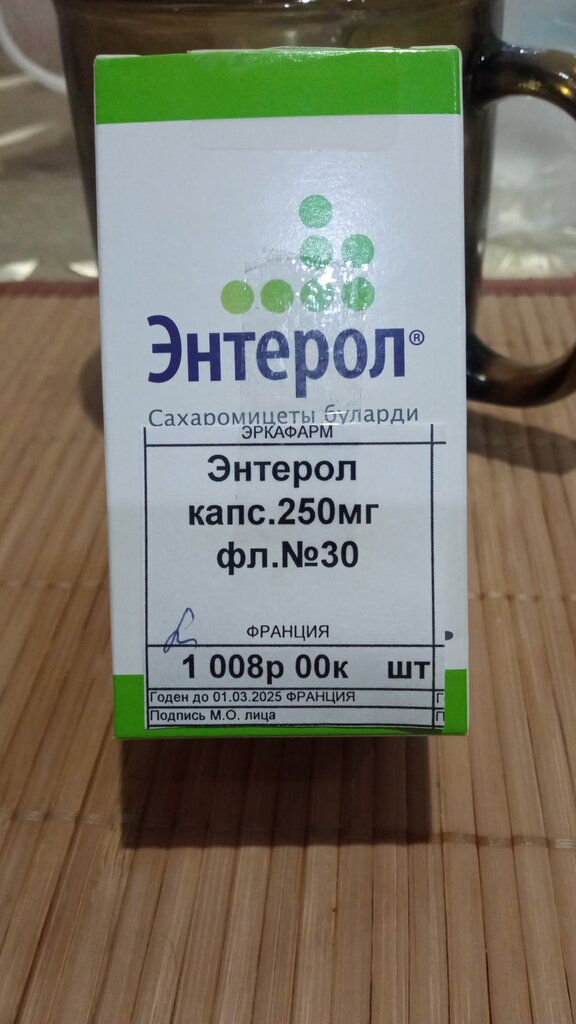 Энтерол®
Сахаромицеты буларди
ЭРКАФАРМ
Энтерол
капс.250мг
фл.№30
ФРАНЦИЯ
1 008р 00к шт
Годен до 01.03.2025 ФРАНЦИЯ
Подпись М.О. лица